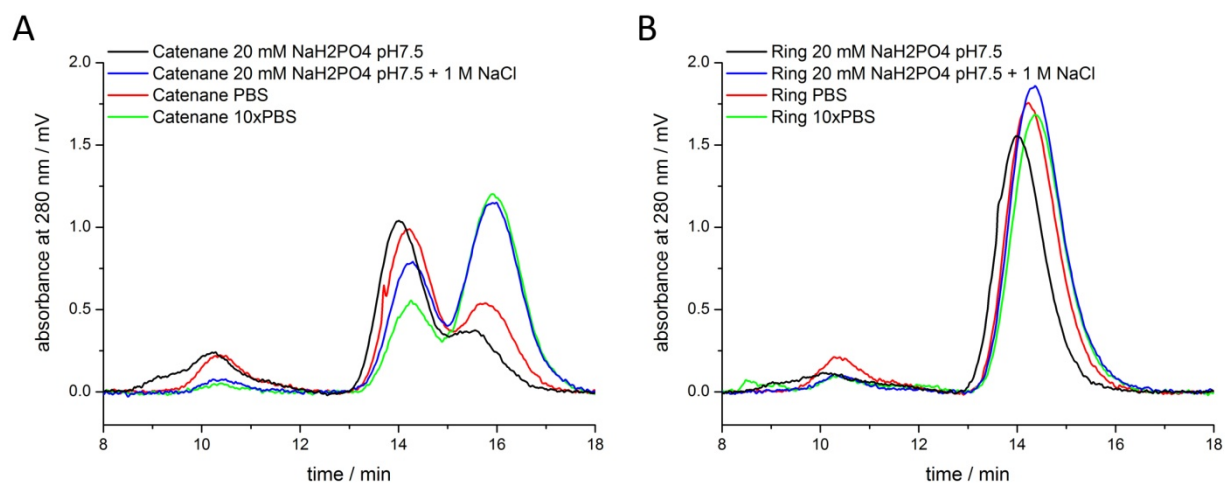 A
Catenane 20 mM NaH2PO4 pH7.5
Catenane 20 mM NaH2PO4 pH7.5 + 1 M NaCl
Catenane PBS
Catenane 10xPBS
absorbance at 280 nm / mV
2.0
1.5
1.0
0.5
0.0
8 10 12 14 16 18
time / min
B
Ring 20 mM NaH2PO4 pH7.5
Ring 20 mM NaH2PO4 pH7.5 + 1 M NaCl
Ring PBS
Ring 10xPBS
absorbance at 280 nm / mV
2.0
1.5
1.0
0.5
0.0
8 10 12 14 16 18
time / min